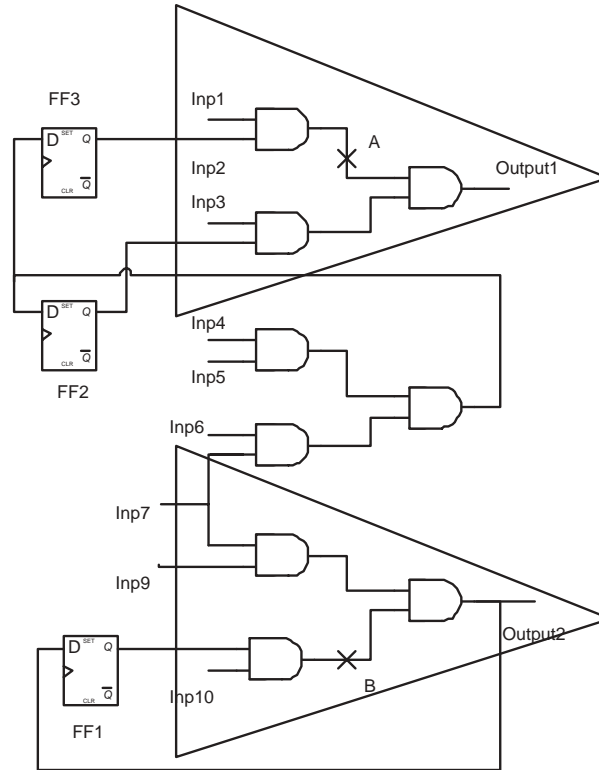 Inp1
FF3
D SET Q
A
Inp2
Output1
CLR Q
Inp3
D SET Q
Inp4
CLR Q
Inp5
FF2
Inp6
Inp7
Inp9
D SET Q
Output2
CLR Q
B
Inp10
FF1